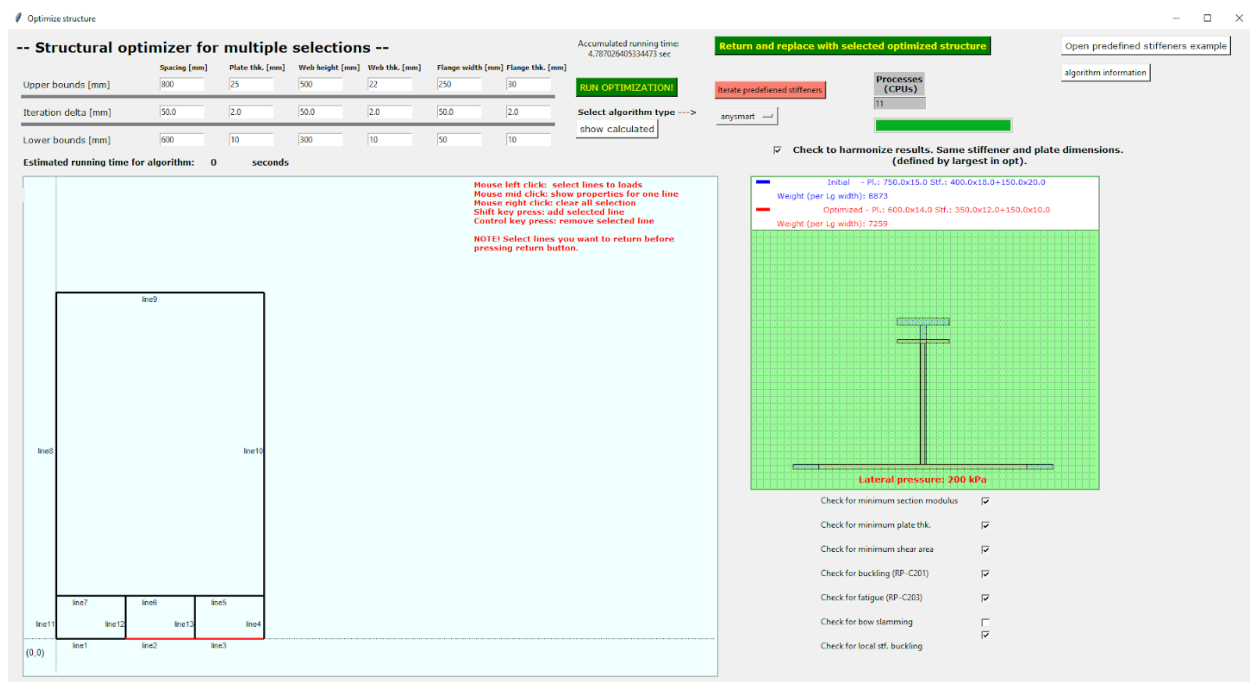 Optimize structure
-- Structural optimizer for multiple selections --
Accumulated running time:
4.787026405334473 sec
Return and replace with selected optimized structure
Open predefined stiffeners example
Spacing [mm] Plate thk. [mm] Web height [mm] Web thk. [mm] Flange width [mm] Flange thk. [mm]
Upper bounds [mm] 800 25 500 22 250 30
RUN OPTIMIZATION!
Iterate predefiened stiffeners
Processes
(CPUs)
11
algorithm information
Iteration delta [mm] 50.0 2.0 50.0 2.0 50.0 2.0
Select algorithm type --->
anysmart
show calculated
Lower bounds [mm] 600 10 300 10 50 10
Estimated running time for algorithm: 0 seconds
Check to harmonize results. Same stiffener and plate dimensions.
(defined by largest in opt).
Mouse left click: select lines to loads
Mouse mid click: show properties for one line
Mouse right click: clear all selection
Shift key press: add selected line
Control key press: remove selected line
NOTE! Select lines you want to return before
pressing return button.
Initial - Pl.: 750.0x15.0 Stf.: 400.0x18.0+150.0x20.0
Weight (per Lg width): 8873
Optimized - Pl.: 600.0x14.0 Stf.: 350.0x12.0+150.0x10.0
Weight (per Lg width): 7259
line9
line8
line10
line7 line6 line5
line11 line12 line13 line4
line1 line2 line3
(0,0)
Lateral pressure: 200 kPa
Check for minimum section modulus
Check for minimum plate thk.
Check for minimum shear area
Check for buckling (RP-C201)
Check for fatigue (RP-C203)
Check for bow slamming
Check for local stf. buckling